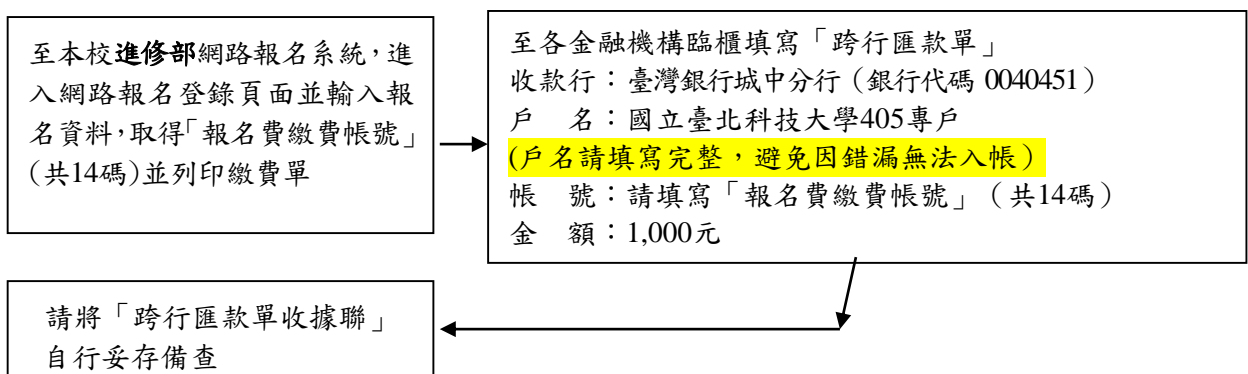 至本校進修部網路報名系統，進
入網路報名登錄頁面並輸入報
名資料，取得「報名費繳費帳號」
(共14碼)並列印繳費單
至各金融機構臨櫃填寫「跨行匯款單」
收款行：臺灣銀行城中分行（銀行代碼 0040451）
戶　名：國立臺北科技大學405專戶
(戶名請填寫完整，避免因錯漏無法入帳）
帳　號：請填寫「報名費繳費帳號」（共14碼）
金　額：1,000元
請將「跨行匯款單收據聯」
自行妥存備查